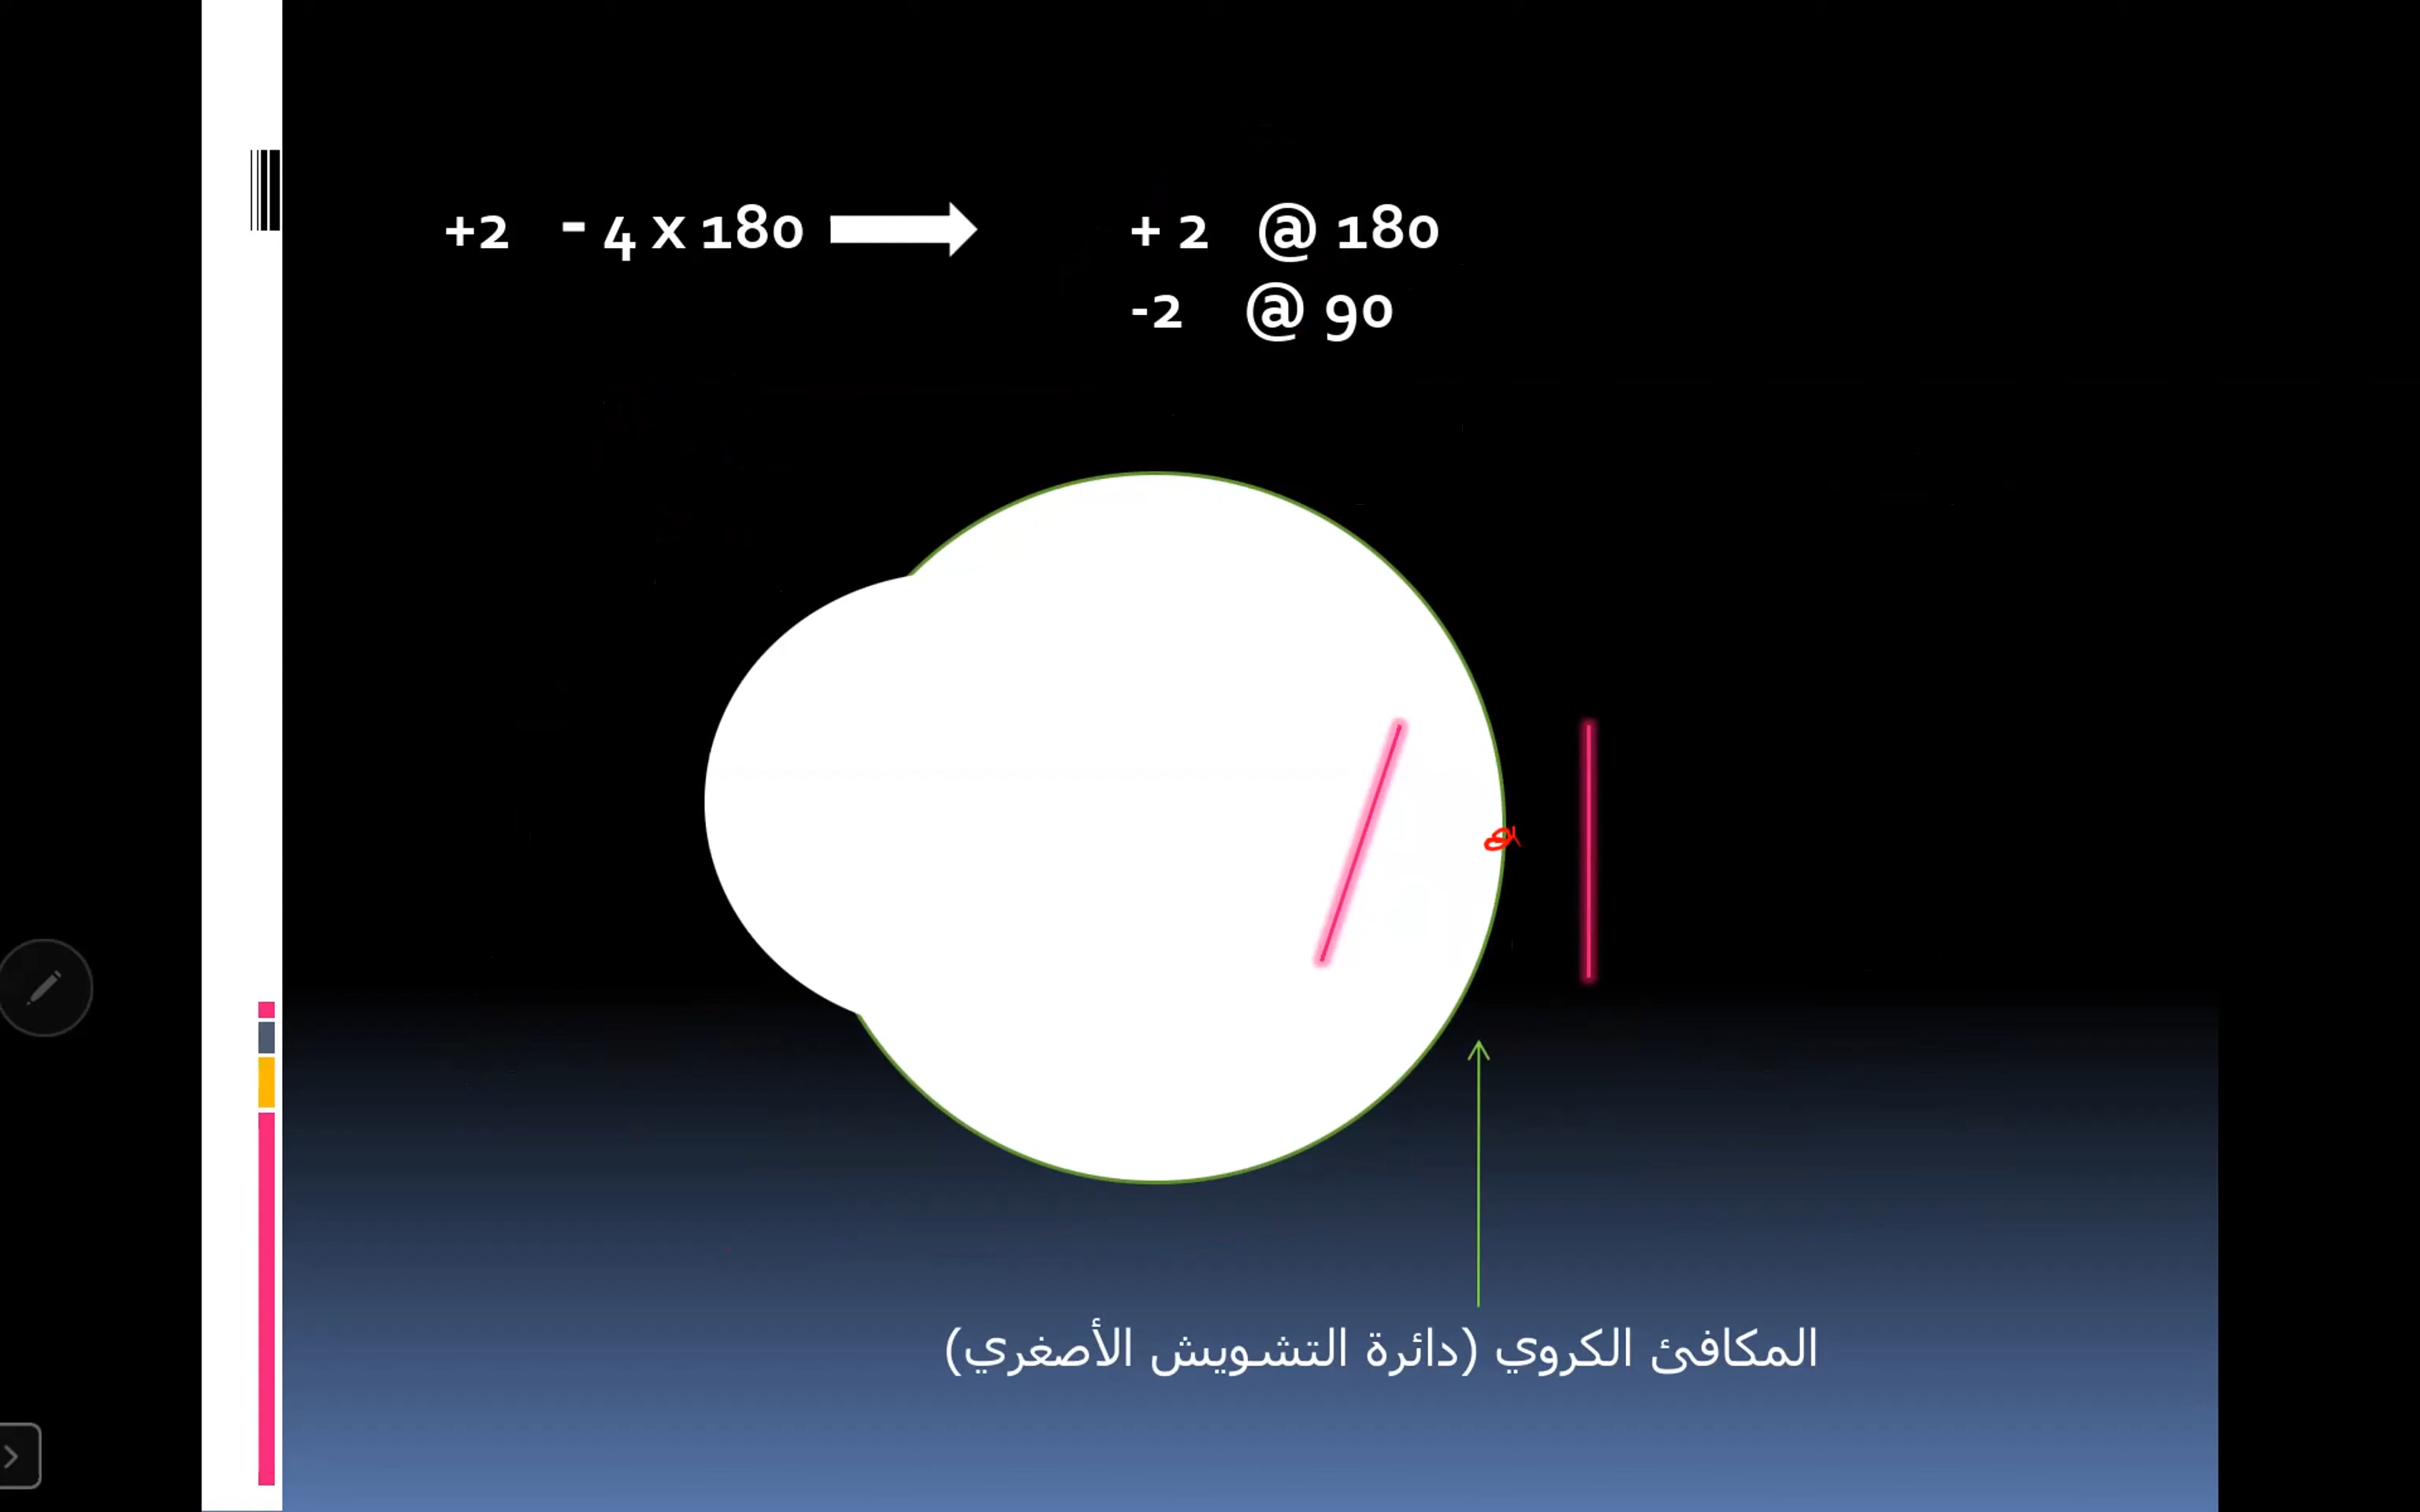 +2 - 4 x 180 + 2 @ 180
-2 @ 90
المكافئ الكروي (دائرة التشويش الأصغري)